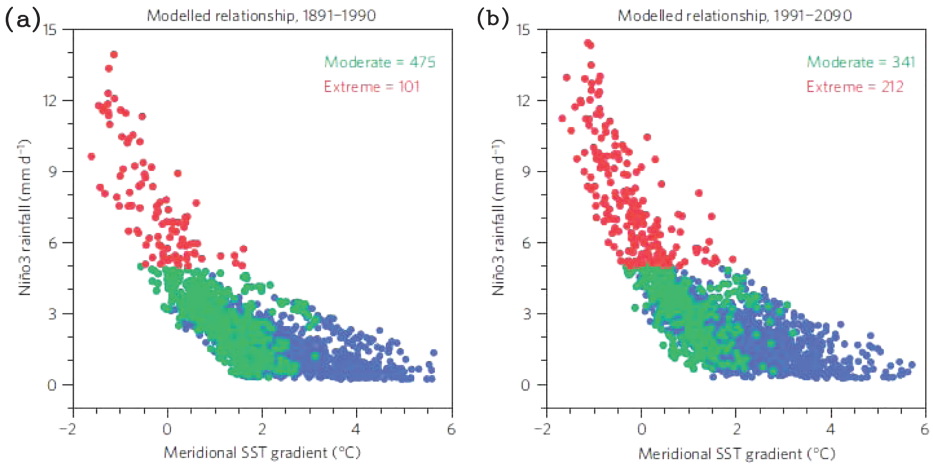 (a)
Modelled relationship, 1891–1990
Moderate = 475
Extreme = 101
15
12
9
6
3
0
Niño3 rainfall (mm d⁻¹)
−2
0
2
4
6
Meridional SST gradient (°C)
(b)
Modelled relationship, 1991–2090
Moderate = 341
Extreme = 212
15
12
9
6
3
0
Niño3 rainfall (mm d⁻¹)
−2
0
2
4
6
Meridional SST gradient (°C)